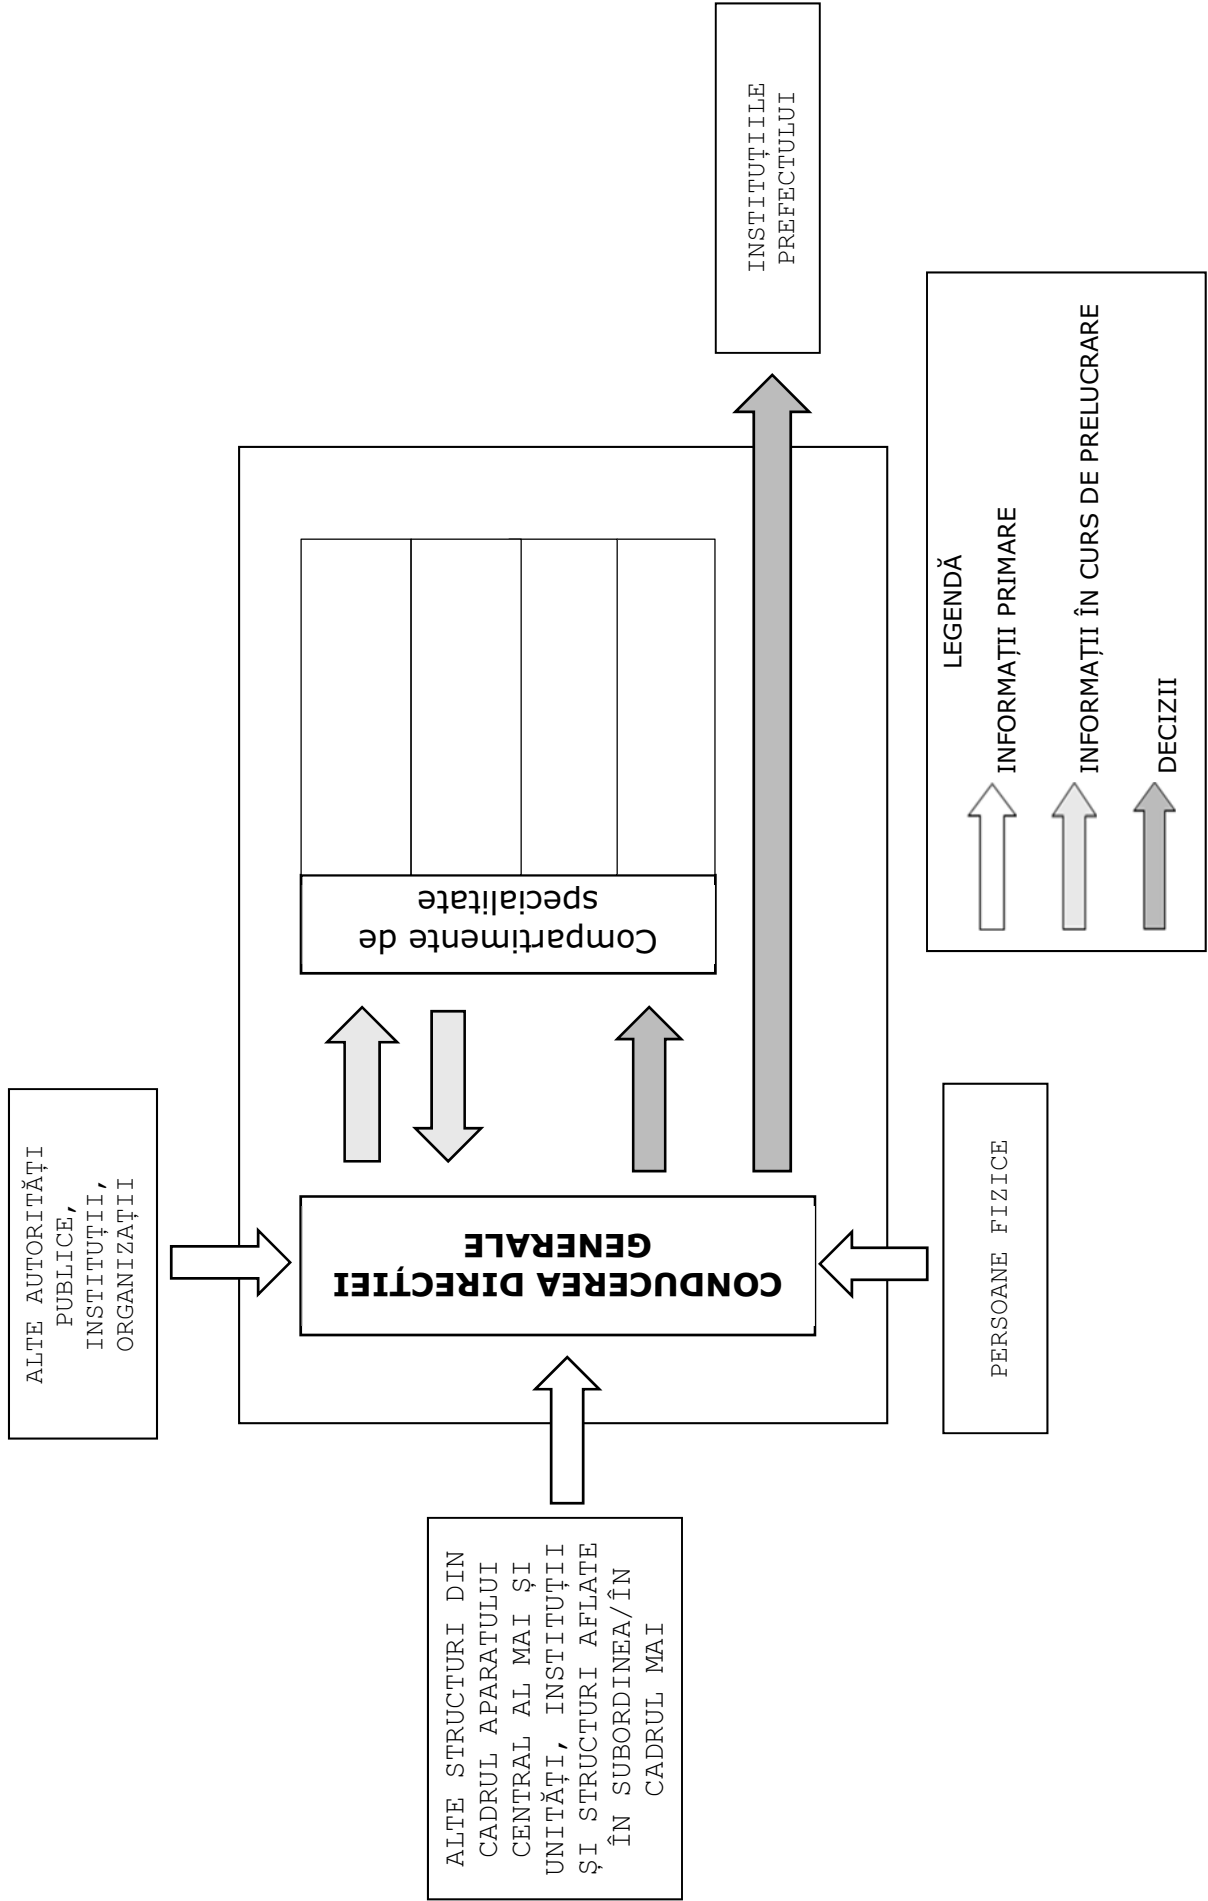 ALTE AUTORITĂȚI
PUBLICE,
INSTITUȚII,
ORGANIZAȚII
ALTE STRUCTURI DIN
CADRUL APARATULUI
CENTRAL AL MAI ȘI
UNITĂȚI, INSTITUȚII
ȘI STRUCTURI AFLATE
ÎN SUBORDINEA/ÎN
CADRUL MAI
CONDUCEREA DIRECȚIEI
GENERALE
Compartimente de
specialitate
INSTITUȚIILE
PREFECTULUI
PERSOANE FIZICE
LEGENDĂ
INFORMAȚII PRIMARE
INFORMAȚII ÎN CURS DE PRELUCRARE
DECIZII